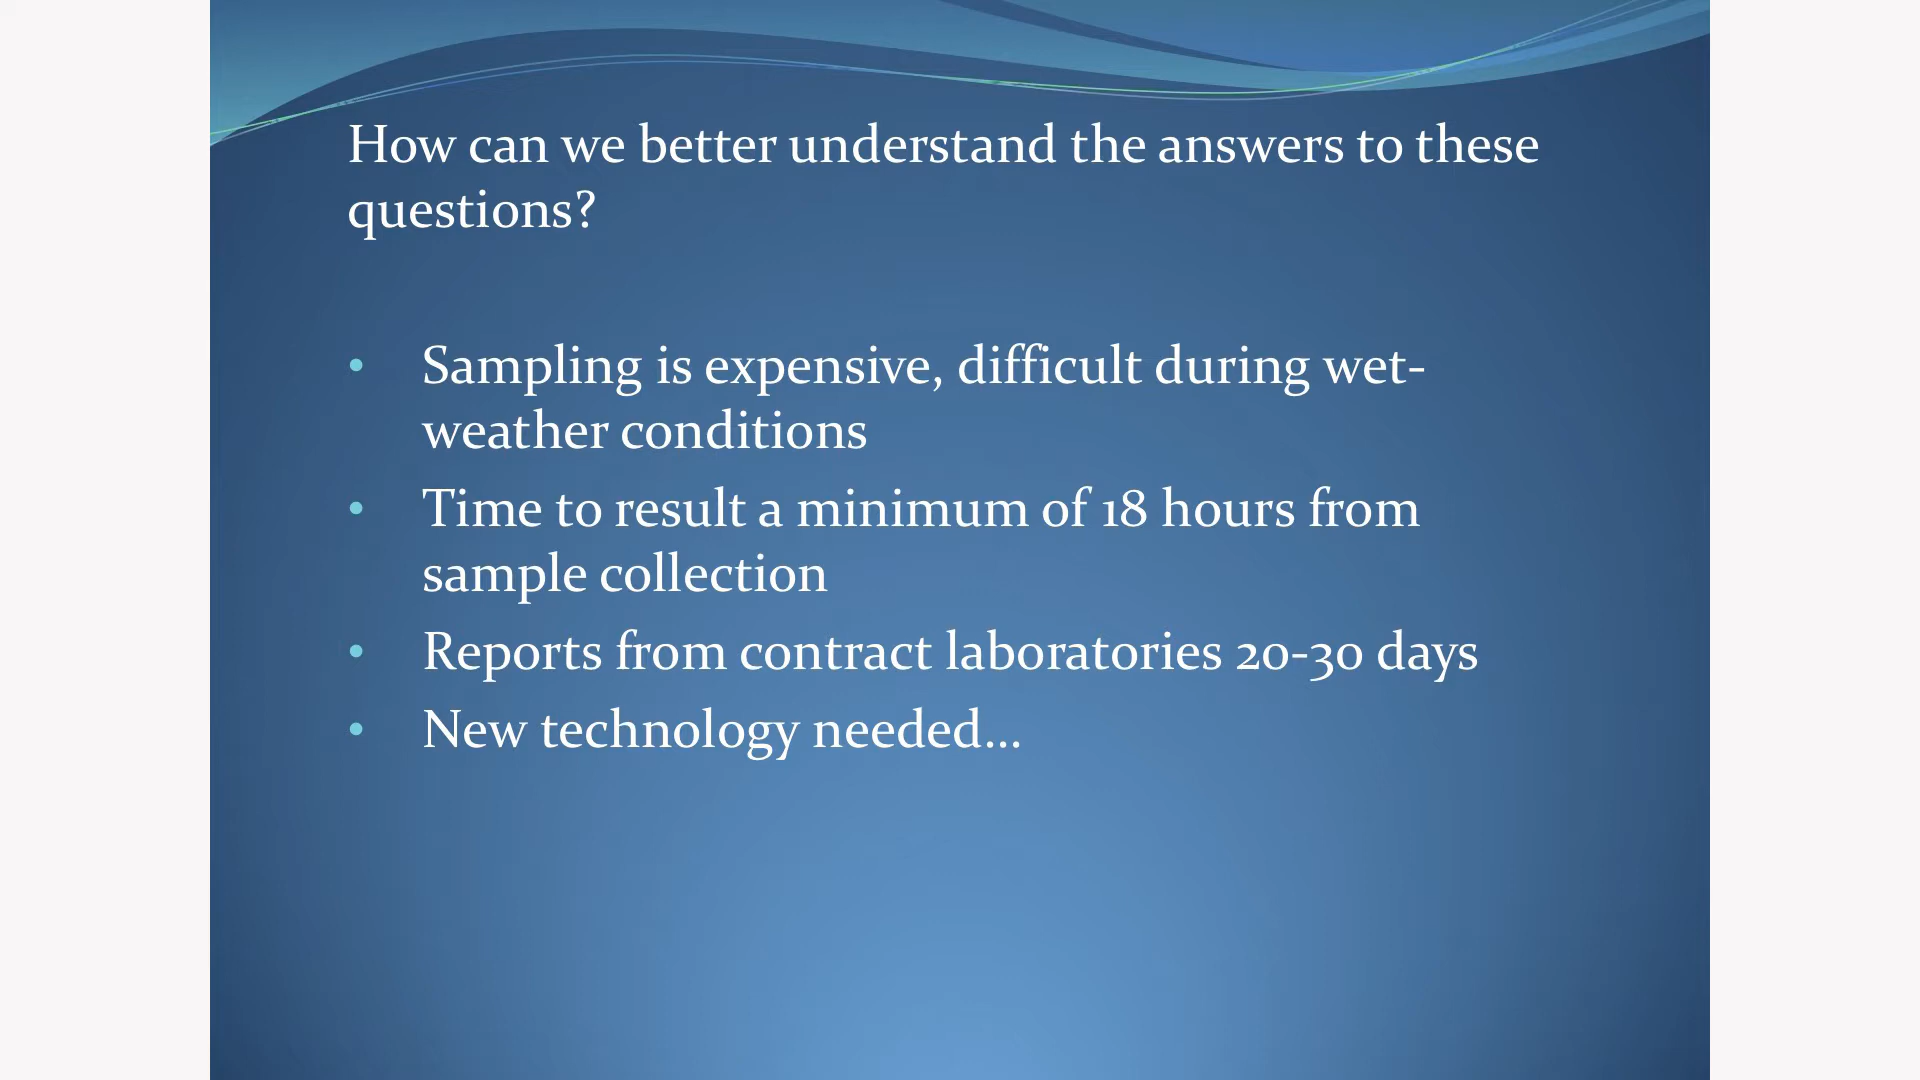 How can we better understand the answers to these
questions?
• Sampling is expensive, difficult during wet-
weather conditions
• Time to result a minimum of 18 hours from
sample collection
• Reports from contract laboratories 20-30 days
• New technology needed...